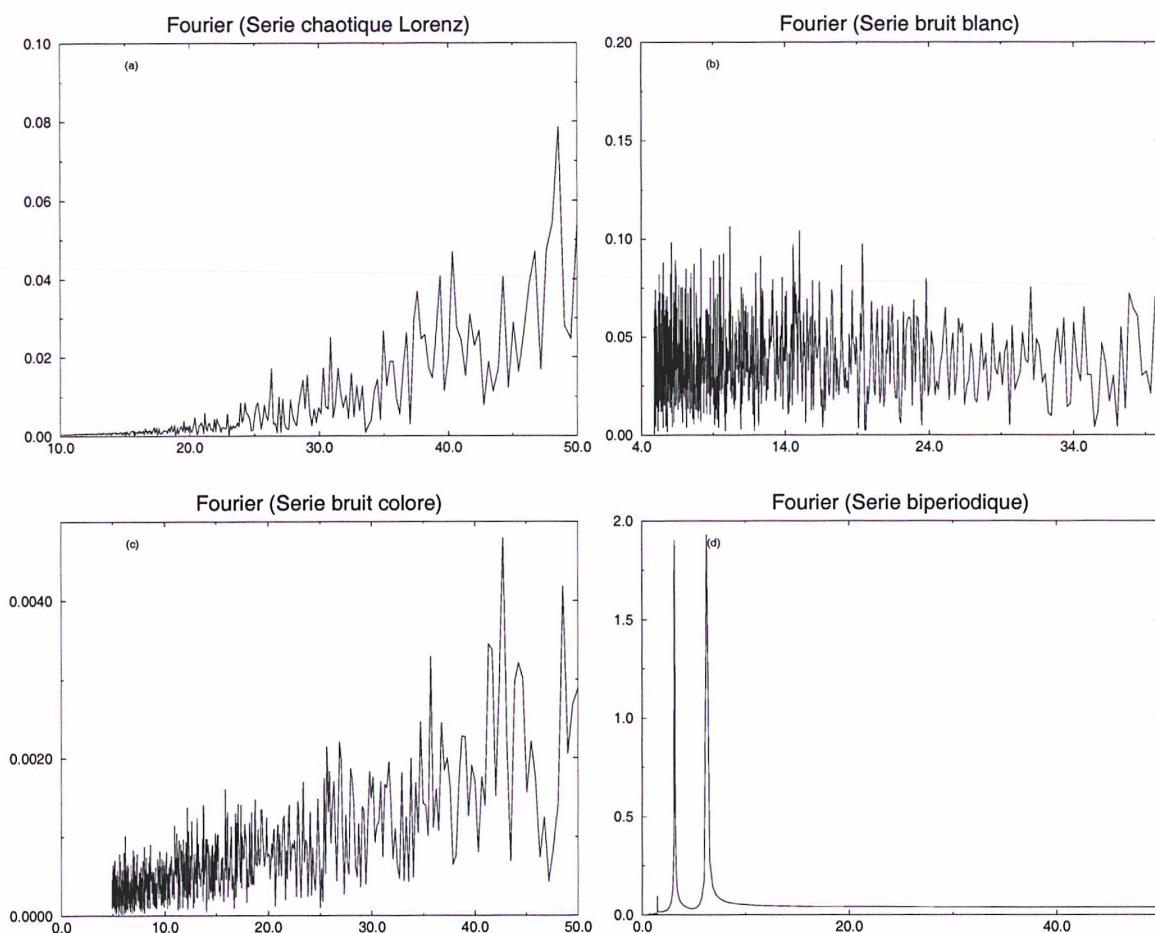 Fourier (Serie chaotique Lorenz)
(a)
0.10
0.08
0.06
0.04
0.02
0.00
10.0 20.0 30.0 40.0 50.0
Fourier (Serie bruit blanc)
(b)
0.20
0.15
0.10
0.05
0.00
4.0 14.0 24.0 34.0
Fourier (Serie bruit colore)
(c)
0.0040
0.0020
0.0000
0.0 10.0 20.0 30.0 40.0 50.0
Fourier (Serie biperiodique)
(d)
2.0
1.5
1.0
0.5
0.0
0.0 20.0 40.0